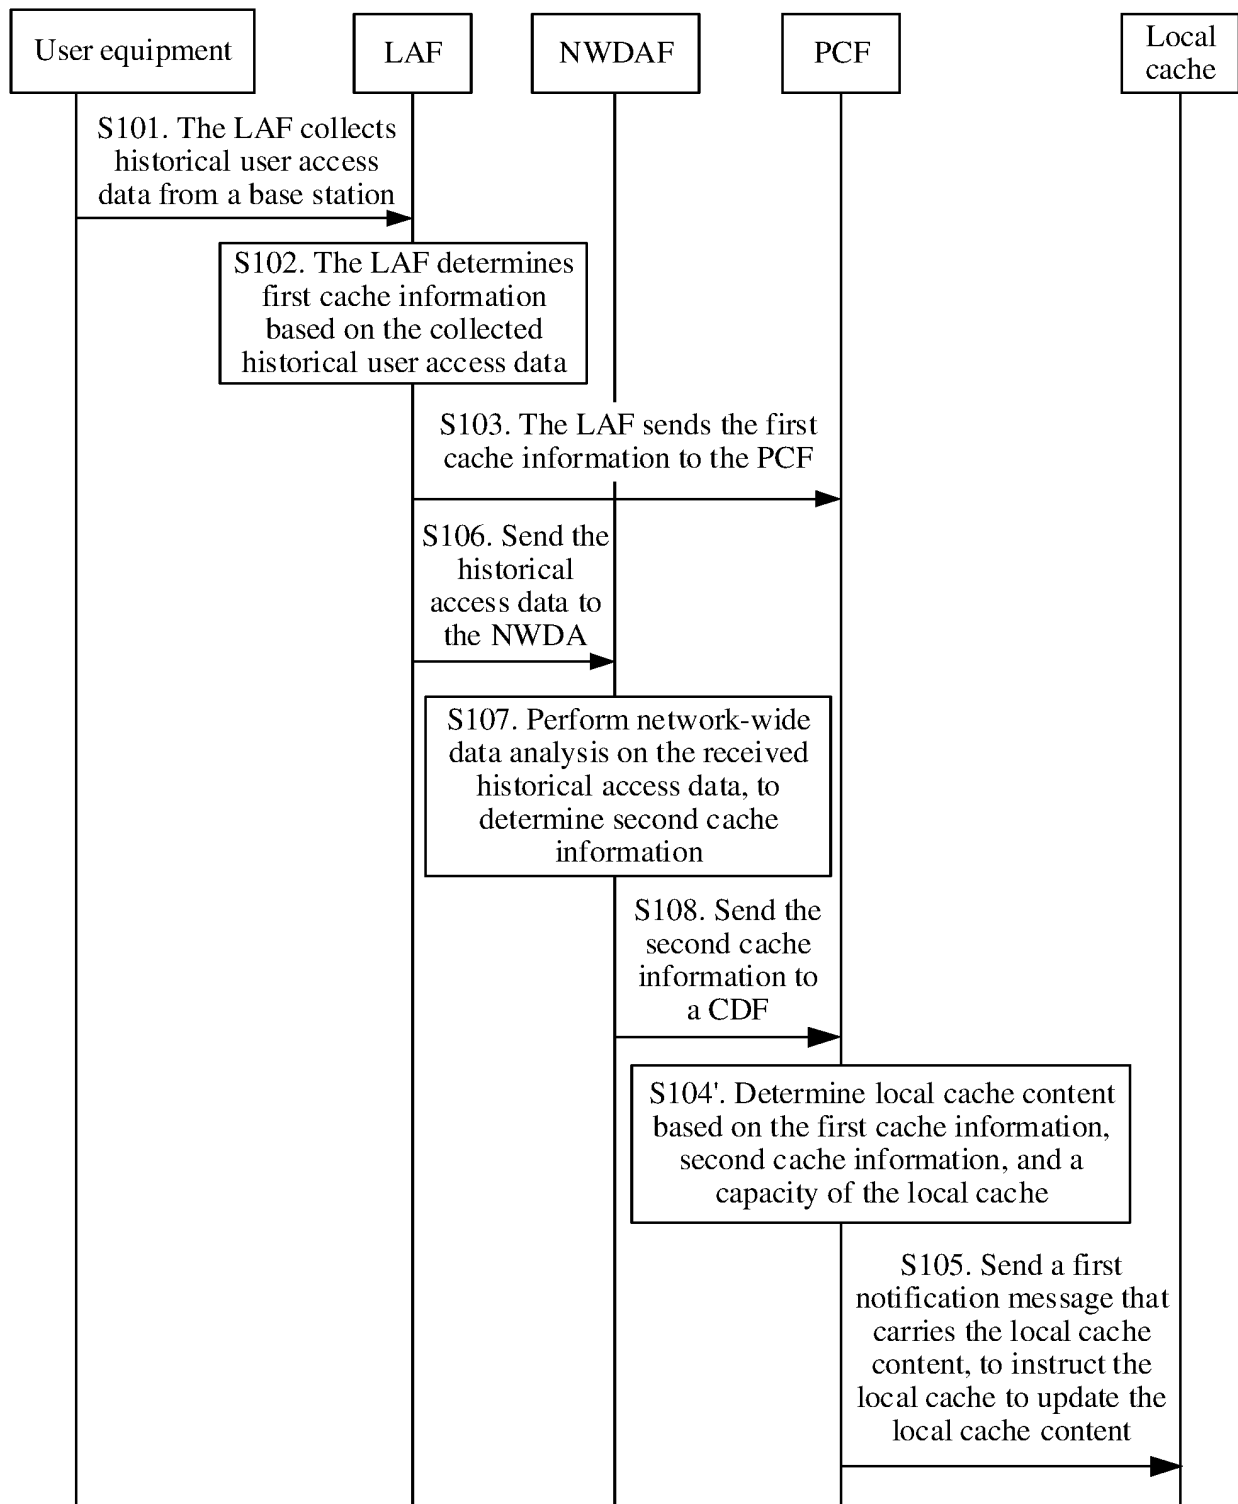 User equipment
LAF
NWDAF
PCF
Local
cache
S101. The LAF collects
historical user access
data from a base station
S102. The LAF determines
first cache information
based on the collected
historical user access data
S103. The LAF sends the first
cache information to the PCF
S106. Send the
historical
access data to
the NWDA
S107. Perform network-wide
data analysis on the received
historical access data, to
determine second cache
information
S108. Send the
second cache
information to
a CDF
S104'. Determine local cache content
based on the first cache information,
second cache information, and a
capacity of the local cache
S105. Send a first
notification message that
carries the local cache
content, to instruct the
local cache to update the
local cache content